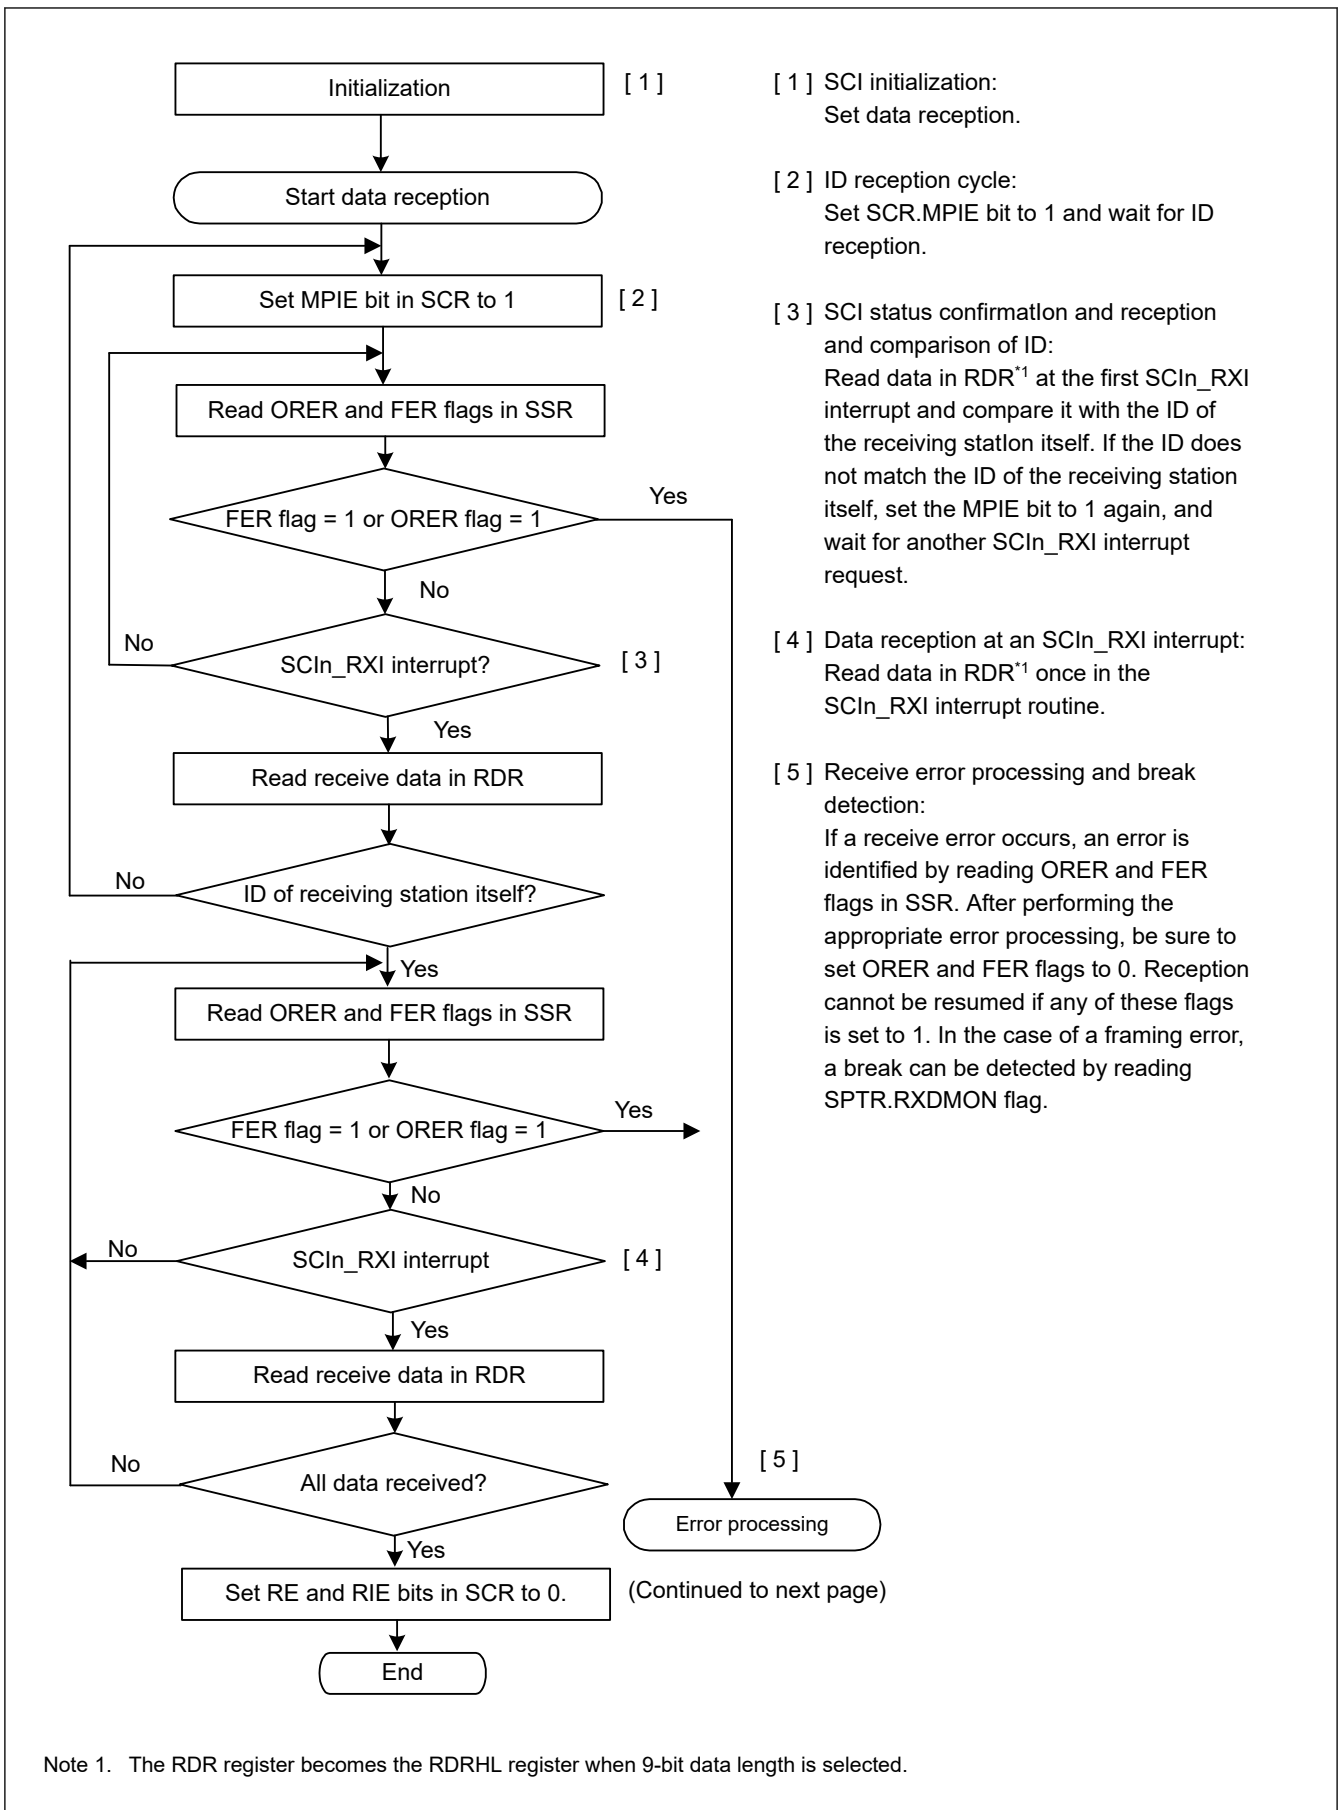 Initialization
[ 1 ]
Start data reception
Set MPIE bit in SCR to 1
[ 2 ]
Read ORER and FER flags in SSR
FER flag = 1 or ORER flag = 1
Yes
No
SCIn_RXI interrupt?
[ 3 ]
No
Yes
Read receive data in RDR
ID of receiving station itself?
No
Yes
Read ORER and FER flags in SSR
FER flag = 1 or ORER flag = 1
Yes
No
SCIn_RXI interrupt
[ 4 ]
No
Yes
Read receive data in RDR
All data received?
No
Yes
[ 5 ]
Error processing
Set RE and RIE bits in SCR to 0.
(Continued to next page)
End
[ 1 ] SCI initialization:
Set data reception.
[ 2 ] ID reception cycle:
Set SCR.MPIE bit to 1 and wait for ID
reception.
[ 3 ] SCI status confirmatIon and reception
and comparison of ID:
Read data in RDR*1 at the first SCIn_RXI
interrupt and compare it with the ID of
the receiving statIon itself. If the ID does
not match the ID of the receiving station
itself, set the MPIE bit to 1 again, and
wait for another SCIn_RXI interrupt
request.
[ 4 ] Data reception at an SCIn_RXI interrupt:
Read data in RDR*1 once in the
SCIn_RXI interrupt routine.
[ 5 ] Receive error processing and break
detection:
If a receive error occurs, an error is
identified by reading ORER and FER
flags in SSR. After performing the
appropriate error processing, be sure to
set ORER and FER flags to 0. Reception
cannot be resumed if any of these flags
is set to 1. In the case of a framing error,
a break can be detected by reading
SPTR.RXDMON flag.
Note 1. The RDR register becomes the RDRHL register when 9-bit data length is selected.